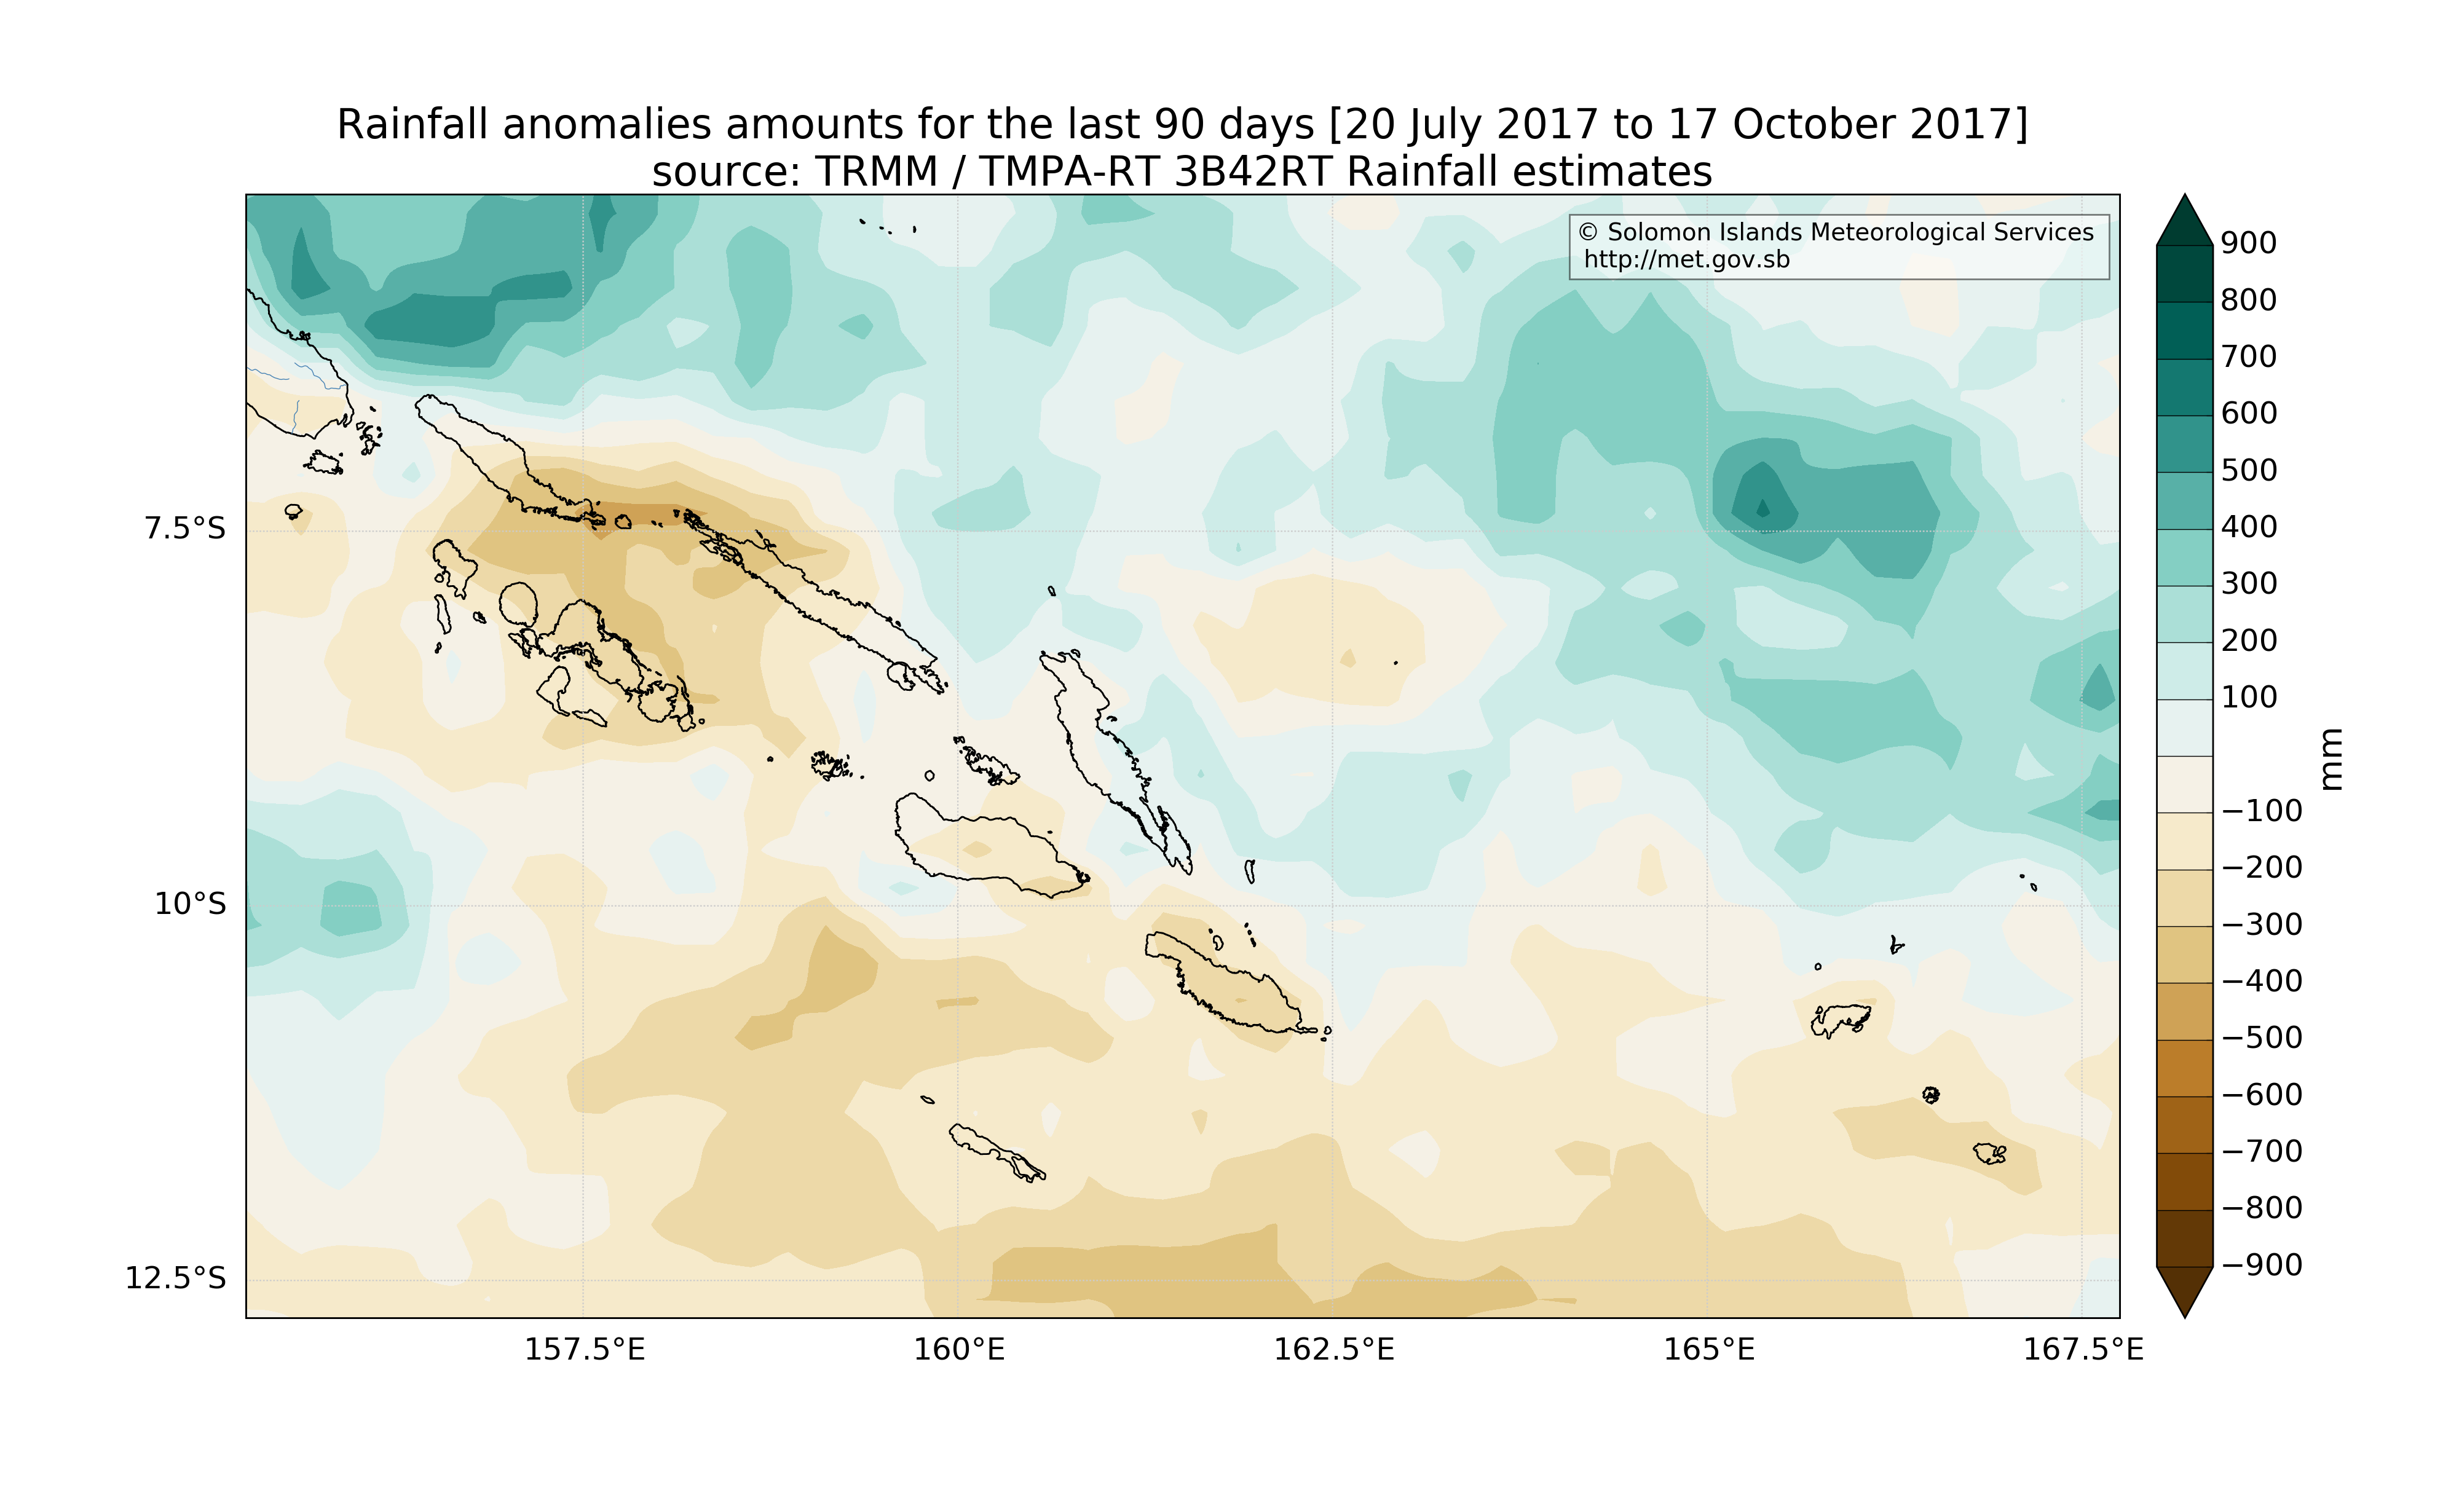 Rainfall anomalies amounts for the last 90 days [20 July 2017 to 17 October 2017]
source: TRMM / TMPA-RT 3B42RT Rainfall estimates
© Solomon Islands Meteorological Services
http://met.gov.sb
7.5°S
10°S
12.5°S
157.5°E
160°E
162.5°E
165°E
167.5°E
900
800
700
600
500
400
300
200
100
−100
−200
−300
−400
−500
−600
−700
−800
−900
mm